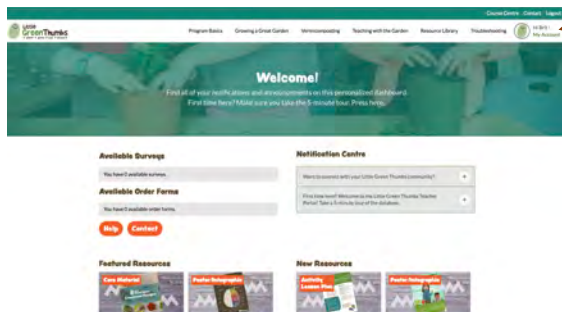 Course Centre Contact Logout
LITTLE
GreenThumbs
Program Basics Growing a Great Garden Vermicomposting Teaching with the Garden Resource Library Troubleshooting
My Account
Welcome!
Find all of your notifications and announcements on this personalized dashboard.
First time here? Make sure you take the 5-minute tour. Press here.
Available Surveys
You have 0 available surveys.
Available Order Forms
You have 0 available order forms.
Help Contact
Notification Centre
Want to connect with your Little Green Thumbs community?
+
First time here? Welcome to the Little Green Thumbs Teacher
Portal! Take a 5-minute tour of the database.
+
Featured Resources
Core Material
Poster/Infographic
New Resources
Activity
Lesson Plan
Poster/Infographic